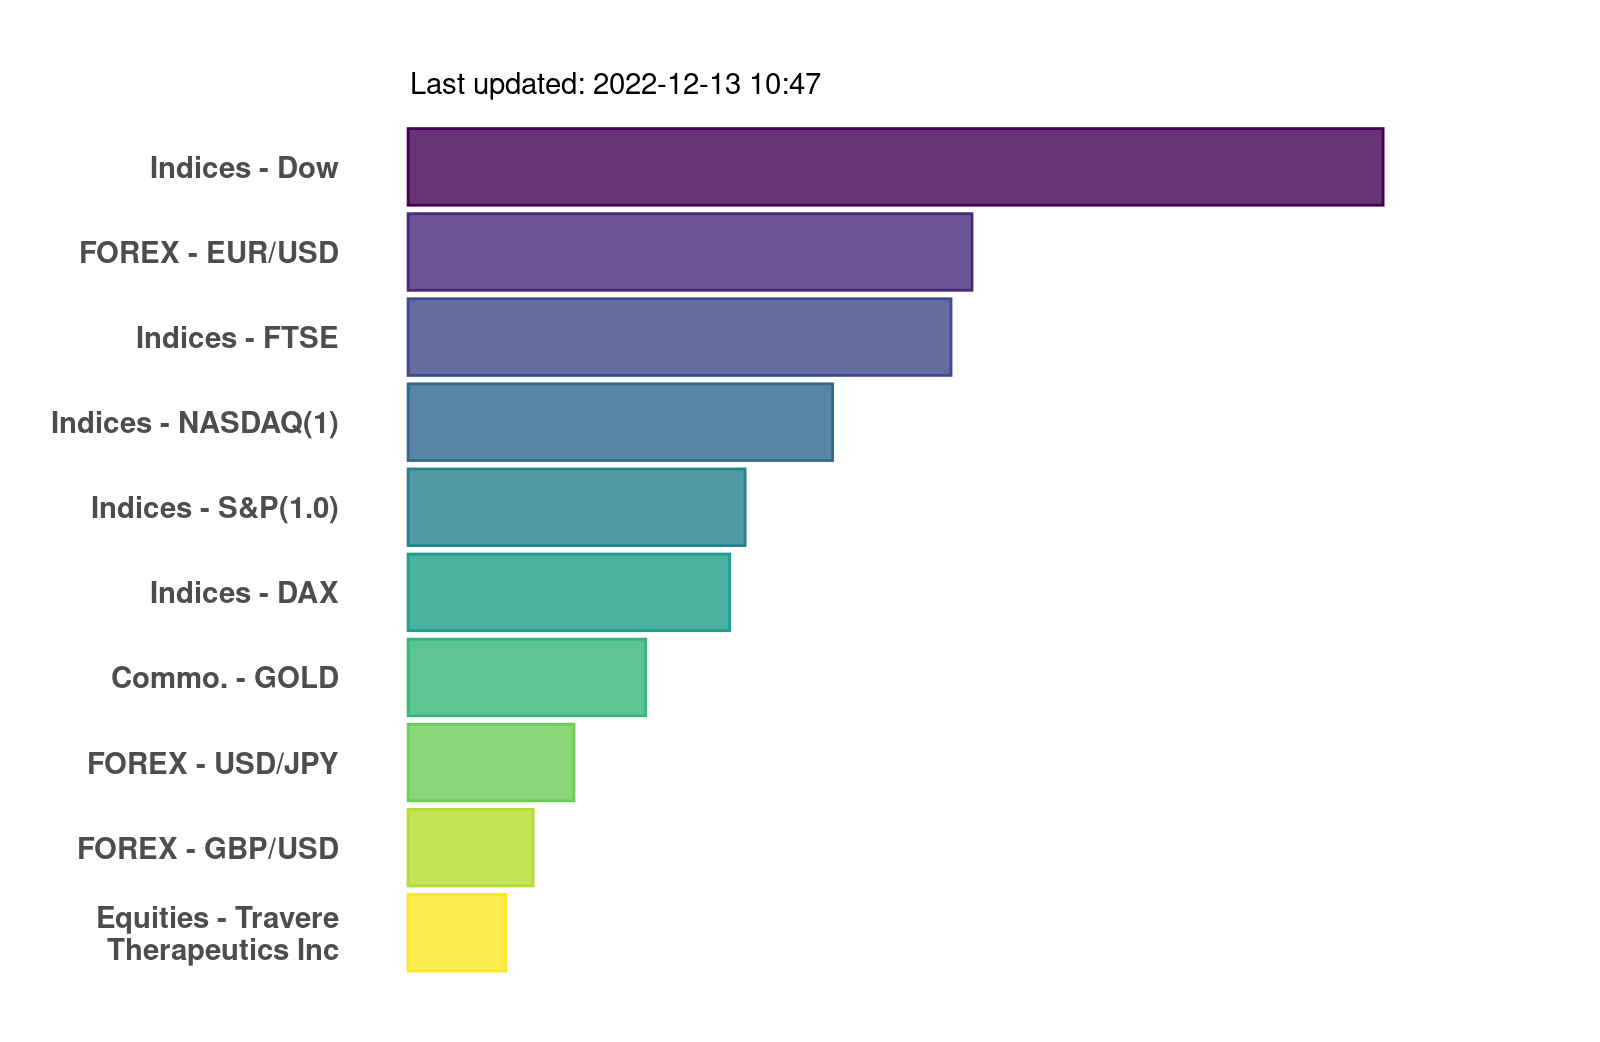 Last updated: 2022-12-13 10:47
Indices - Dow
FOREX - EUR/USD
Indices - FTSE
Indices - NASDAQ(1)
Indices - S&P(1.0)
Indices - DAX
Commo. - GOLD
FOREX - USD/JPY
FOREX - GBP/USD
Equities - Travere
Therapeutics Inc